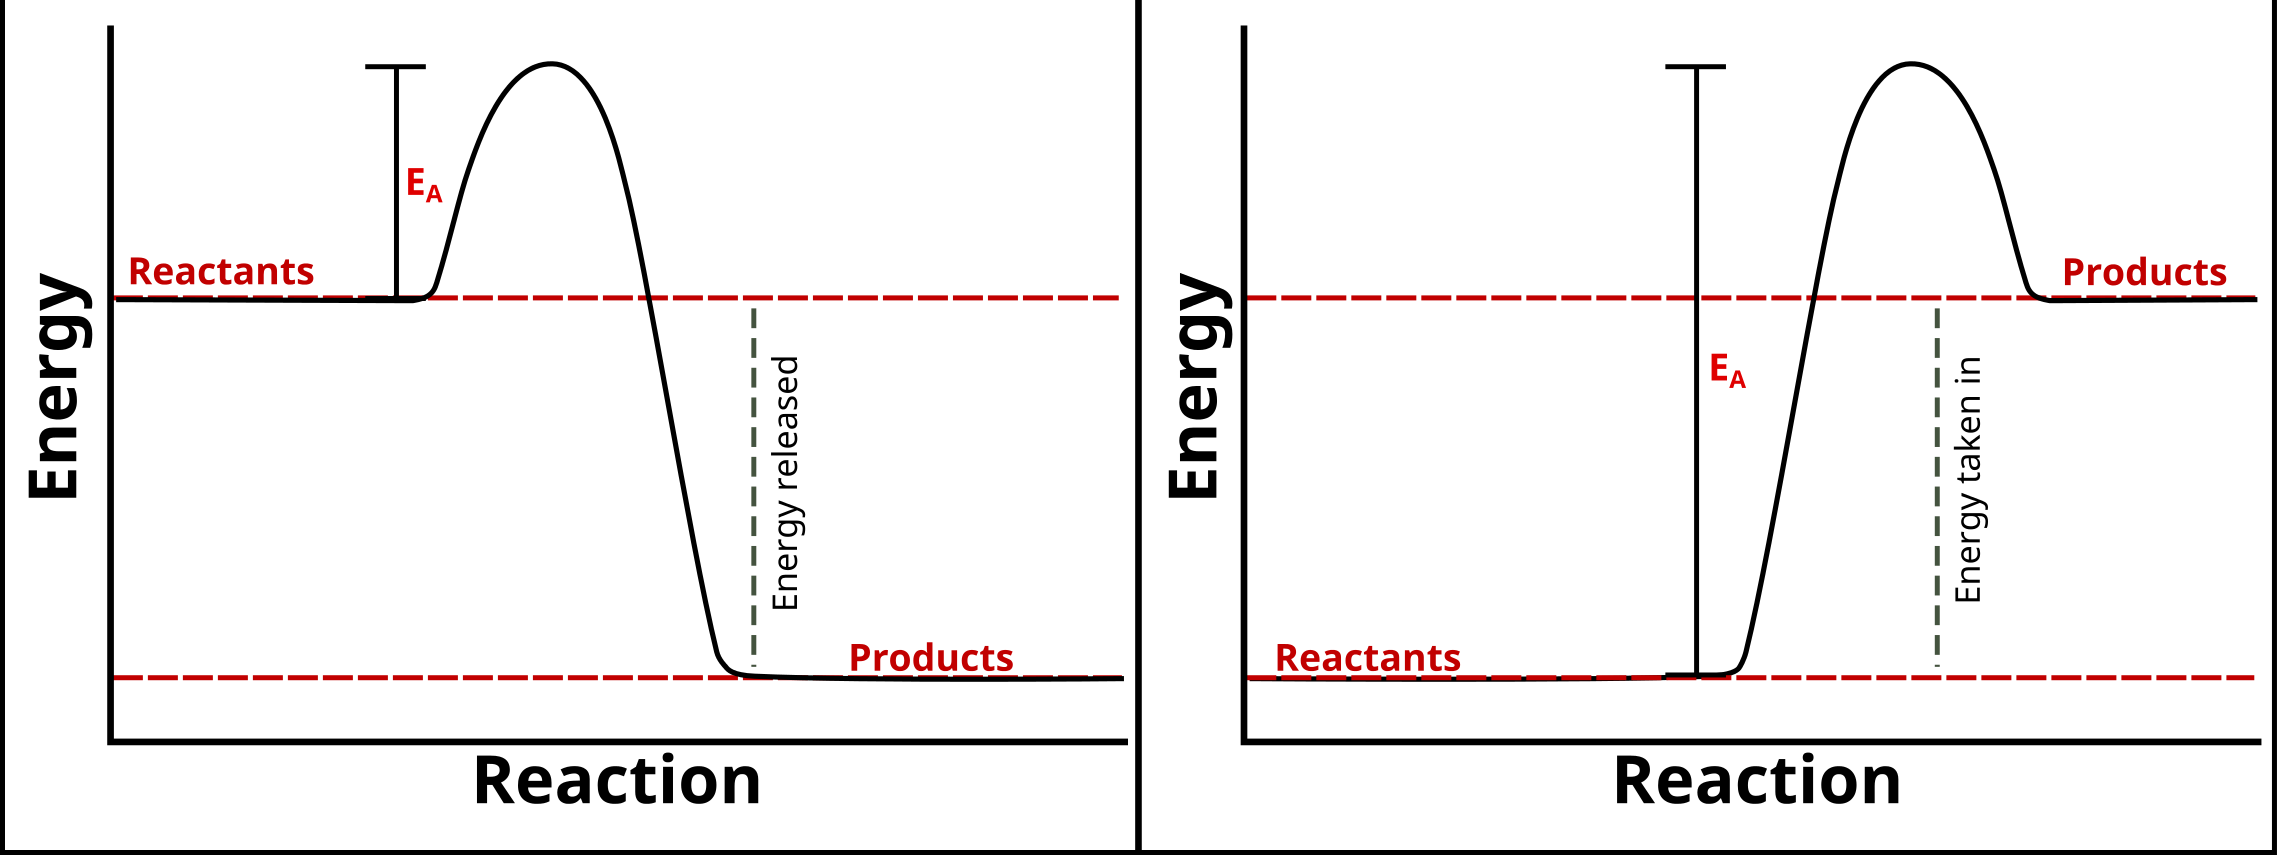 Energy
E_A
Reactants
Energy released
Products
Reaction
Energy
Products
E_A
Energy taken in
Reactants
Reaction